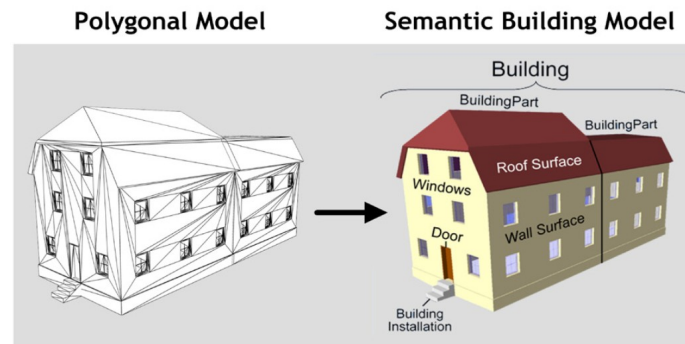 Polygonal Model
Semantic Building Model
Building
BuildingPart
BuildingPart
Roof Surface
Windows
Wall Surface
Door
Building
Installation